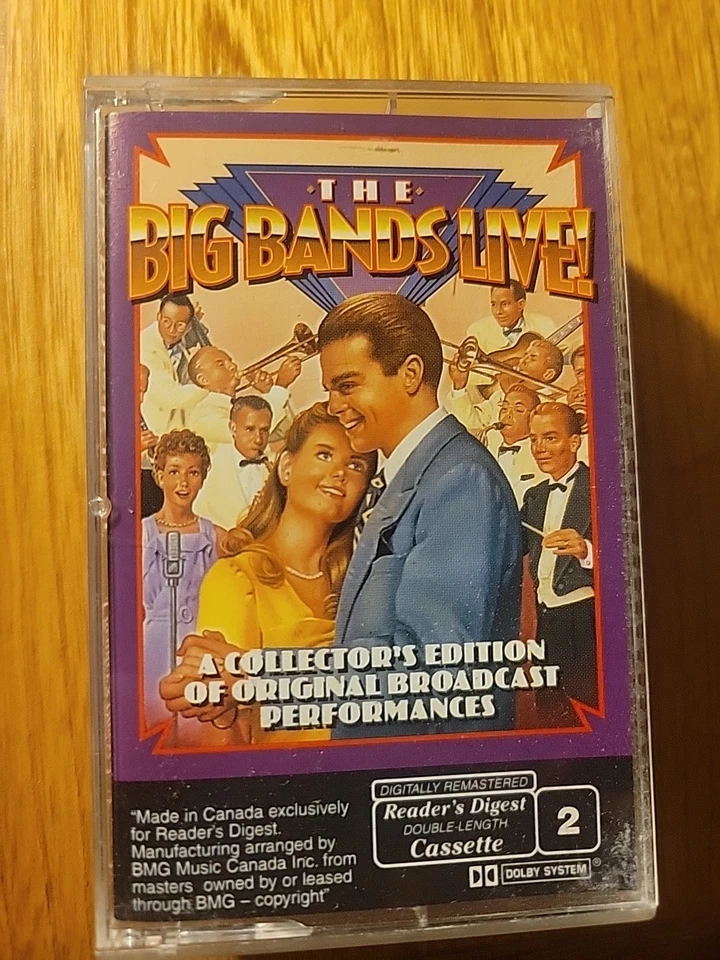 ·THE·
BIG BANDS LIVE!
A COLLECTOR'S EDITION
OF ORIGINAL BROADCAST
PERFORMANCES
"Made in Canada exclusively
for Reader's Digest.
Manufacturing arranged by
BMG Music Canada Inc. from
masters owned by or leased
through BMG – copyright"
DIGITALLY REMASTERED
Reader's Digest
DOUBLE-LENGTH
Cassette
2
DOLBY SYSTEM®